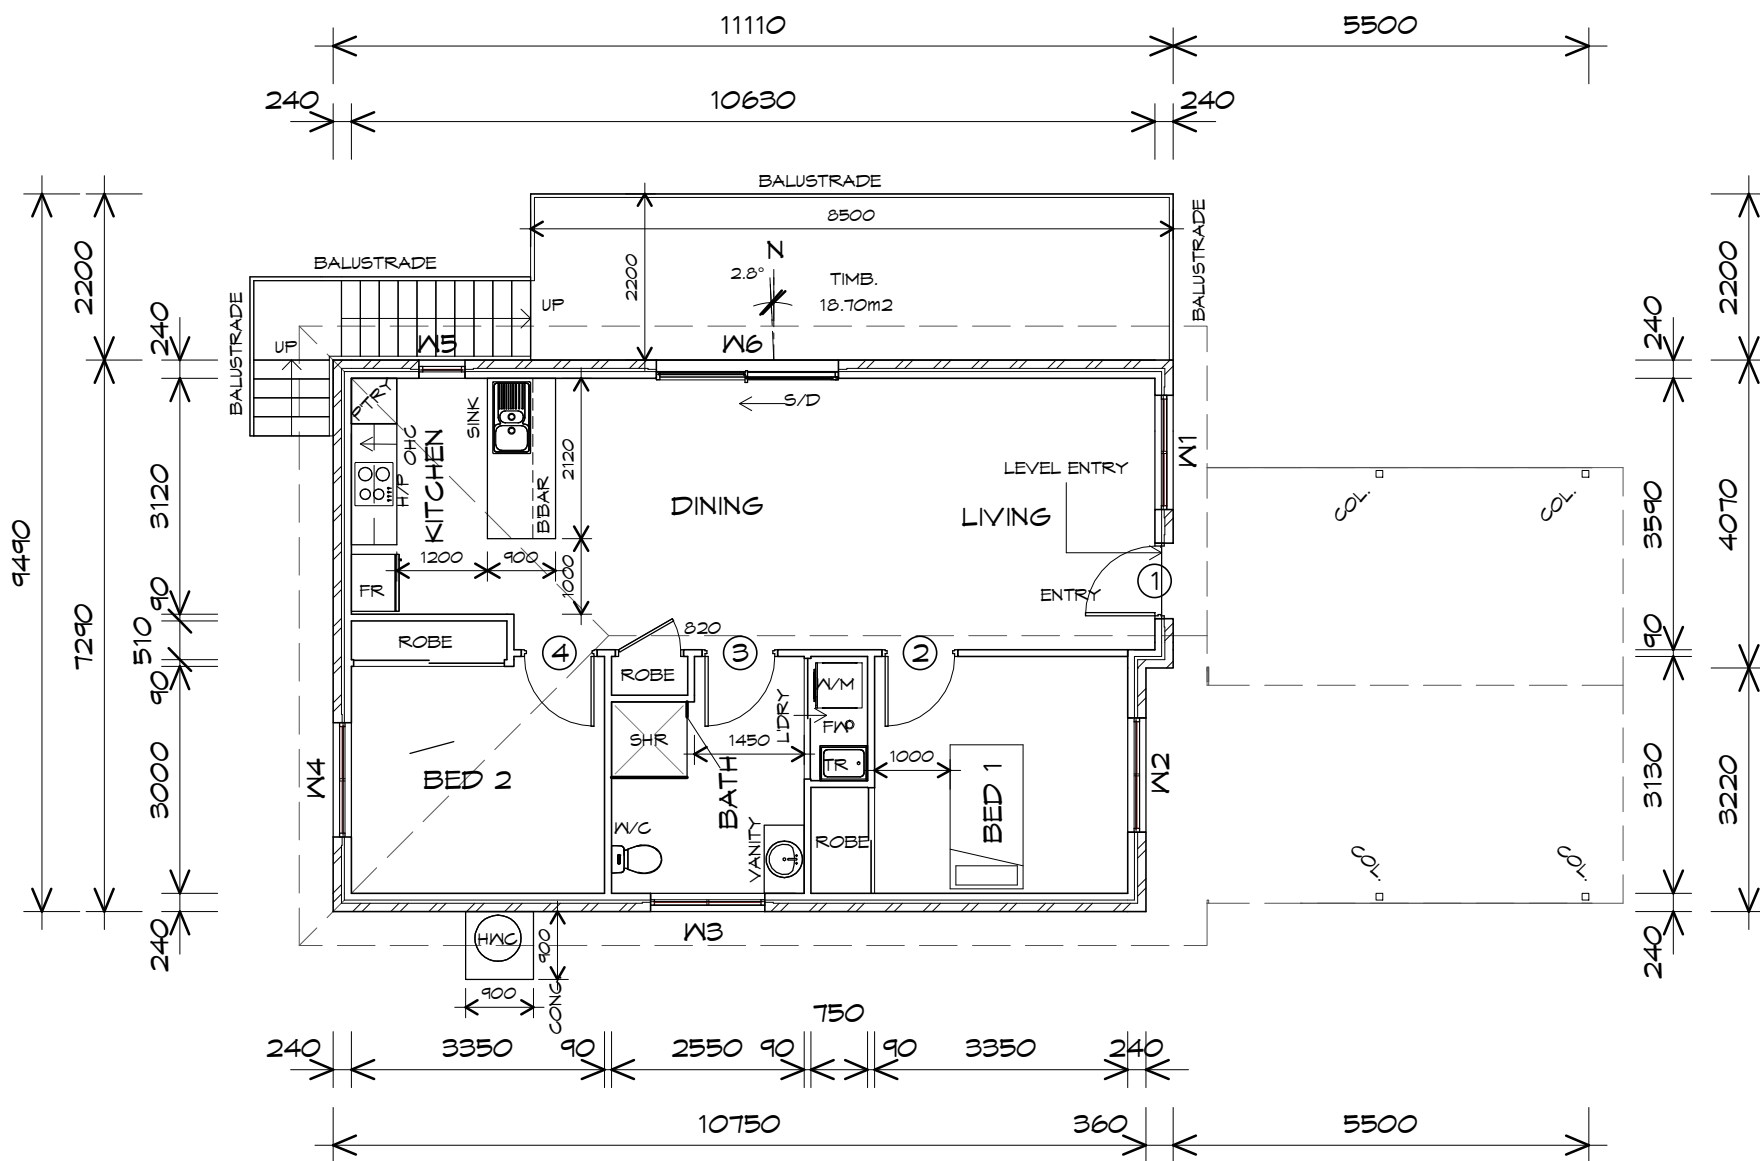 11110
5500
240
10630
240
BALUSTRADE
8500
BALUSTRADE
N
2.8°
TIMB.
18.70m2
2200
BALUSTRADE
UP
BALUSTRADE
UP
W5
W6
S/D
2200
240
9490
7290
3120
90
510
90
3000
240
2200
240
3590
4070
90
3130
3220
240
PTRY
SINK
OHC
H/P
KITCHEN
2120
B'BAR
DINING
LIVING
LEVEL ENTRY
W1
COL.
COL.
1200
900
1000
FR
ENTRY
1
ROBE
4
820
3
2
ROBE
W/M
L'DRY
FW
SHR
1450
TR
1000
W4
BED 2
BATH
BED 1
W2
W/C
VANITY
ROBE
COL.
COL.
W3
HWC
900
900
CONC
750
240
3350
90
2550
90
90
3350
240
10750
360
5500